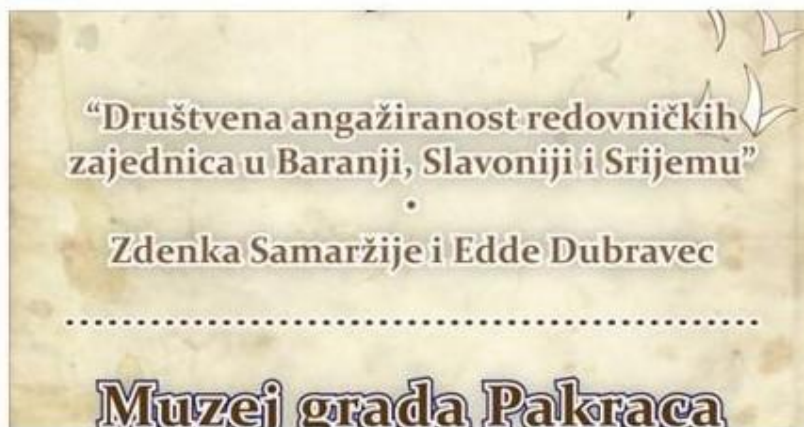 “Društvena angažiranost redovničkih
zajednica u Baranji, Slavoniji i Srijemu”
•
Zdenka Samaržije i Edde Dubravec
Muzej grada Pakraca